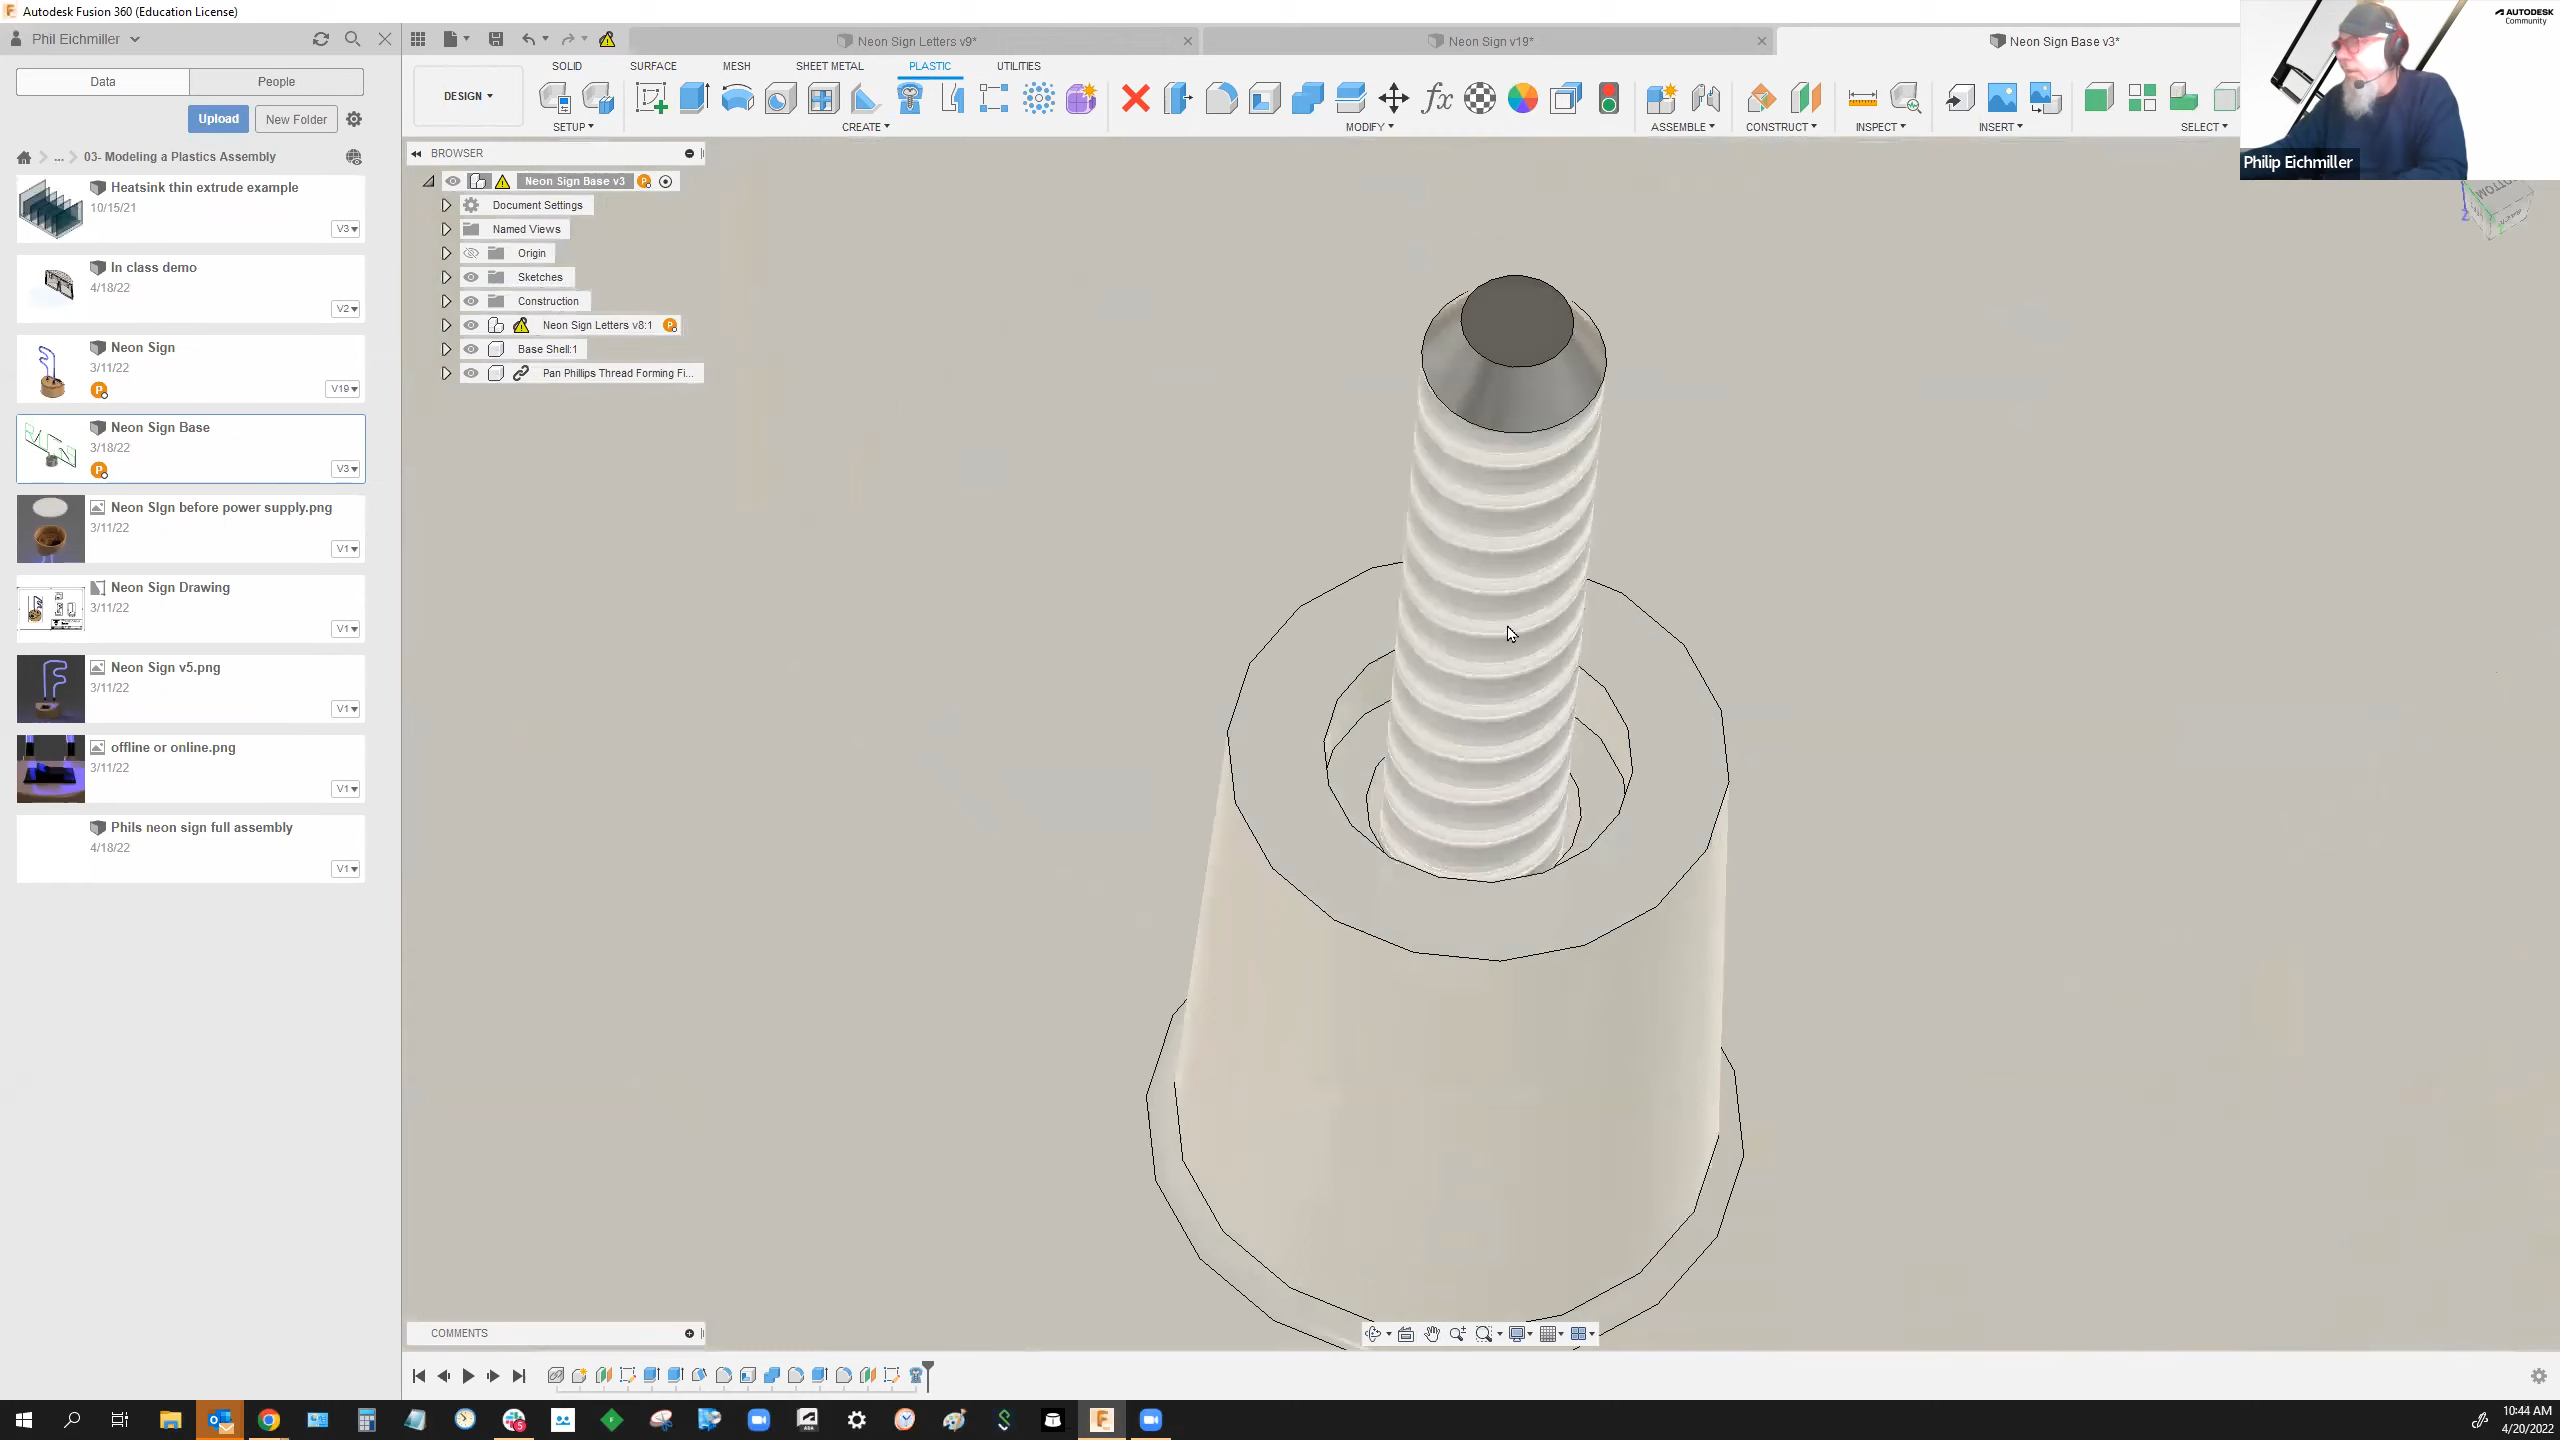 Autodesk Fusion 360 (Education License)
Phil Eichmiller
Neon Sign Letters v9*
Neon Sign v19*
Neon Sign Base v3*
AUTODESK
Community
Philip Eichmiller
Data
People
Upload
New Folder
... 03- Modeling a Plastics Assembly
Heatsink thin extrude example
10/15/21
V3
In class demo
4/18/22
V2
Neon Sign
3/11/22
P
V19
Neon Sign Base
3/18/22
P
V3
Neon SIgn before power supply.png
3/11/22
V1
Neon Sign Drawing
3/11/22
V1
Neon Sign v5.png
3/11/22
V1
offline or online.png
3/11/22
V1
Phils neon sign full assembly
4/18/22
V1
DESIGN
SOLID
SURFACE
MESH
SHEET METAL
PLASTIC
UTILITIES
fx
SETUP
CREATE
MODIFY
ASSEMBLE
CONSTRUCT
INSPECT
INSERT
SELECT
BROWSER
Neon Sign Base v3
P
Document Settings
Named Views
Origin
Sketches
Construction
Neon Sign Letters v8:1
P
Base Shell:1
Pan Phillips Thread Forming Fi...
BOTTOM
Z
COMMENTS
10:44 AM
4/20/2022